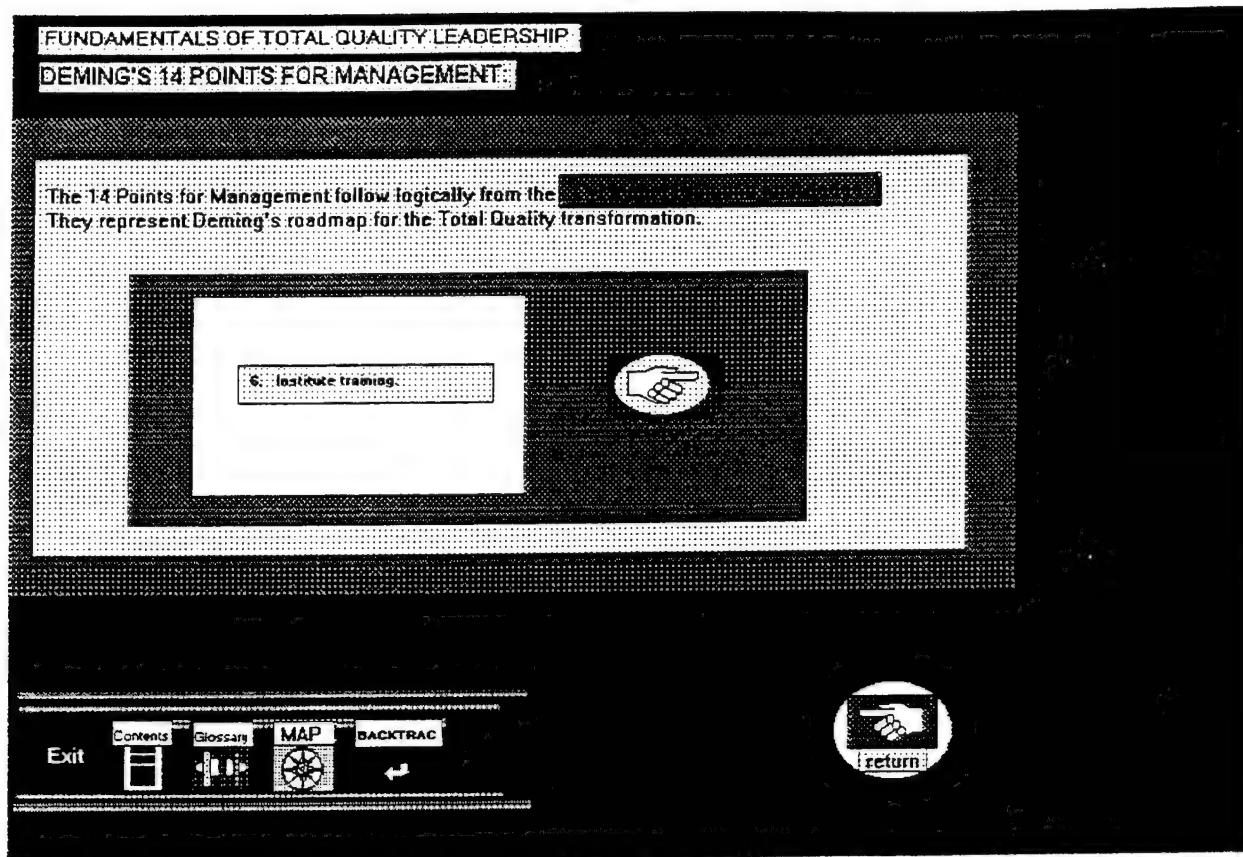 FUNDAMENTALS OF TOTAL QUALITY LEADERSHIP
DEMING'S 14 POINTS FOR MANAGEMENT
The 14 Points for Management follow logically from the
They represent Deming's roadmap for the Total Quality transformation.
6. Institute training.
Exit
Contents
Glossary
MAP
BACKTRAC
return